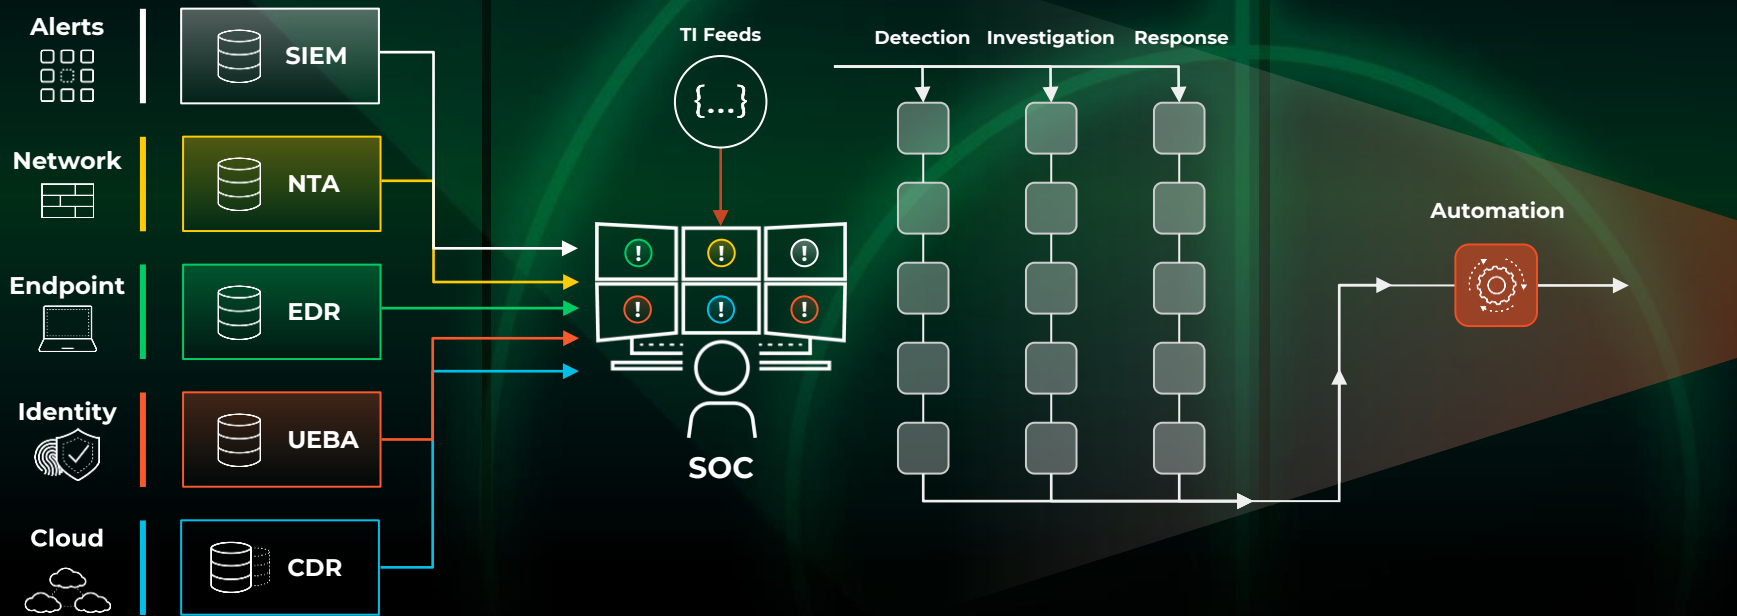 Alerts
SIEM
Network
NTA
Endpoint
EDR
Identity
UEBA
Cloud
CDR
TI Feeds
{...}
!
!
!
!
!
!
SOC
Detection Investigation Response
Automation